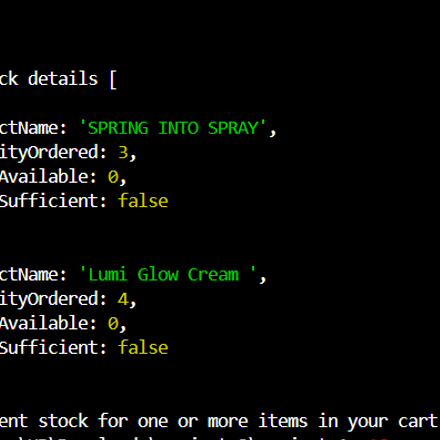 ck details [
ctName: 'SPRING INTO SPRAY',
ityOrdered: 3,
Available: 0,
Sufficient: false
ctName: 'Lumi Glow Cream ',
ityOrdered: 4,
Available: 0,
Sufficient: false
ent stock for one or more items in your cart